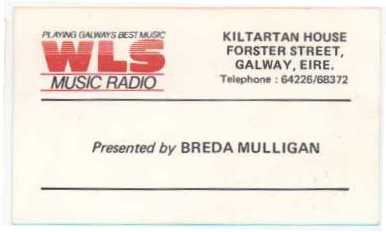 PLAYING GALWAYS BEST MUSIC
WLS
MUSIC RADIO
KILTARTAN HOUSE
FORSTER STREET,
GALWAY, EIRE.
Telephone : 64226/68372
Presented by BREDA MULLIGAN